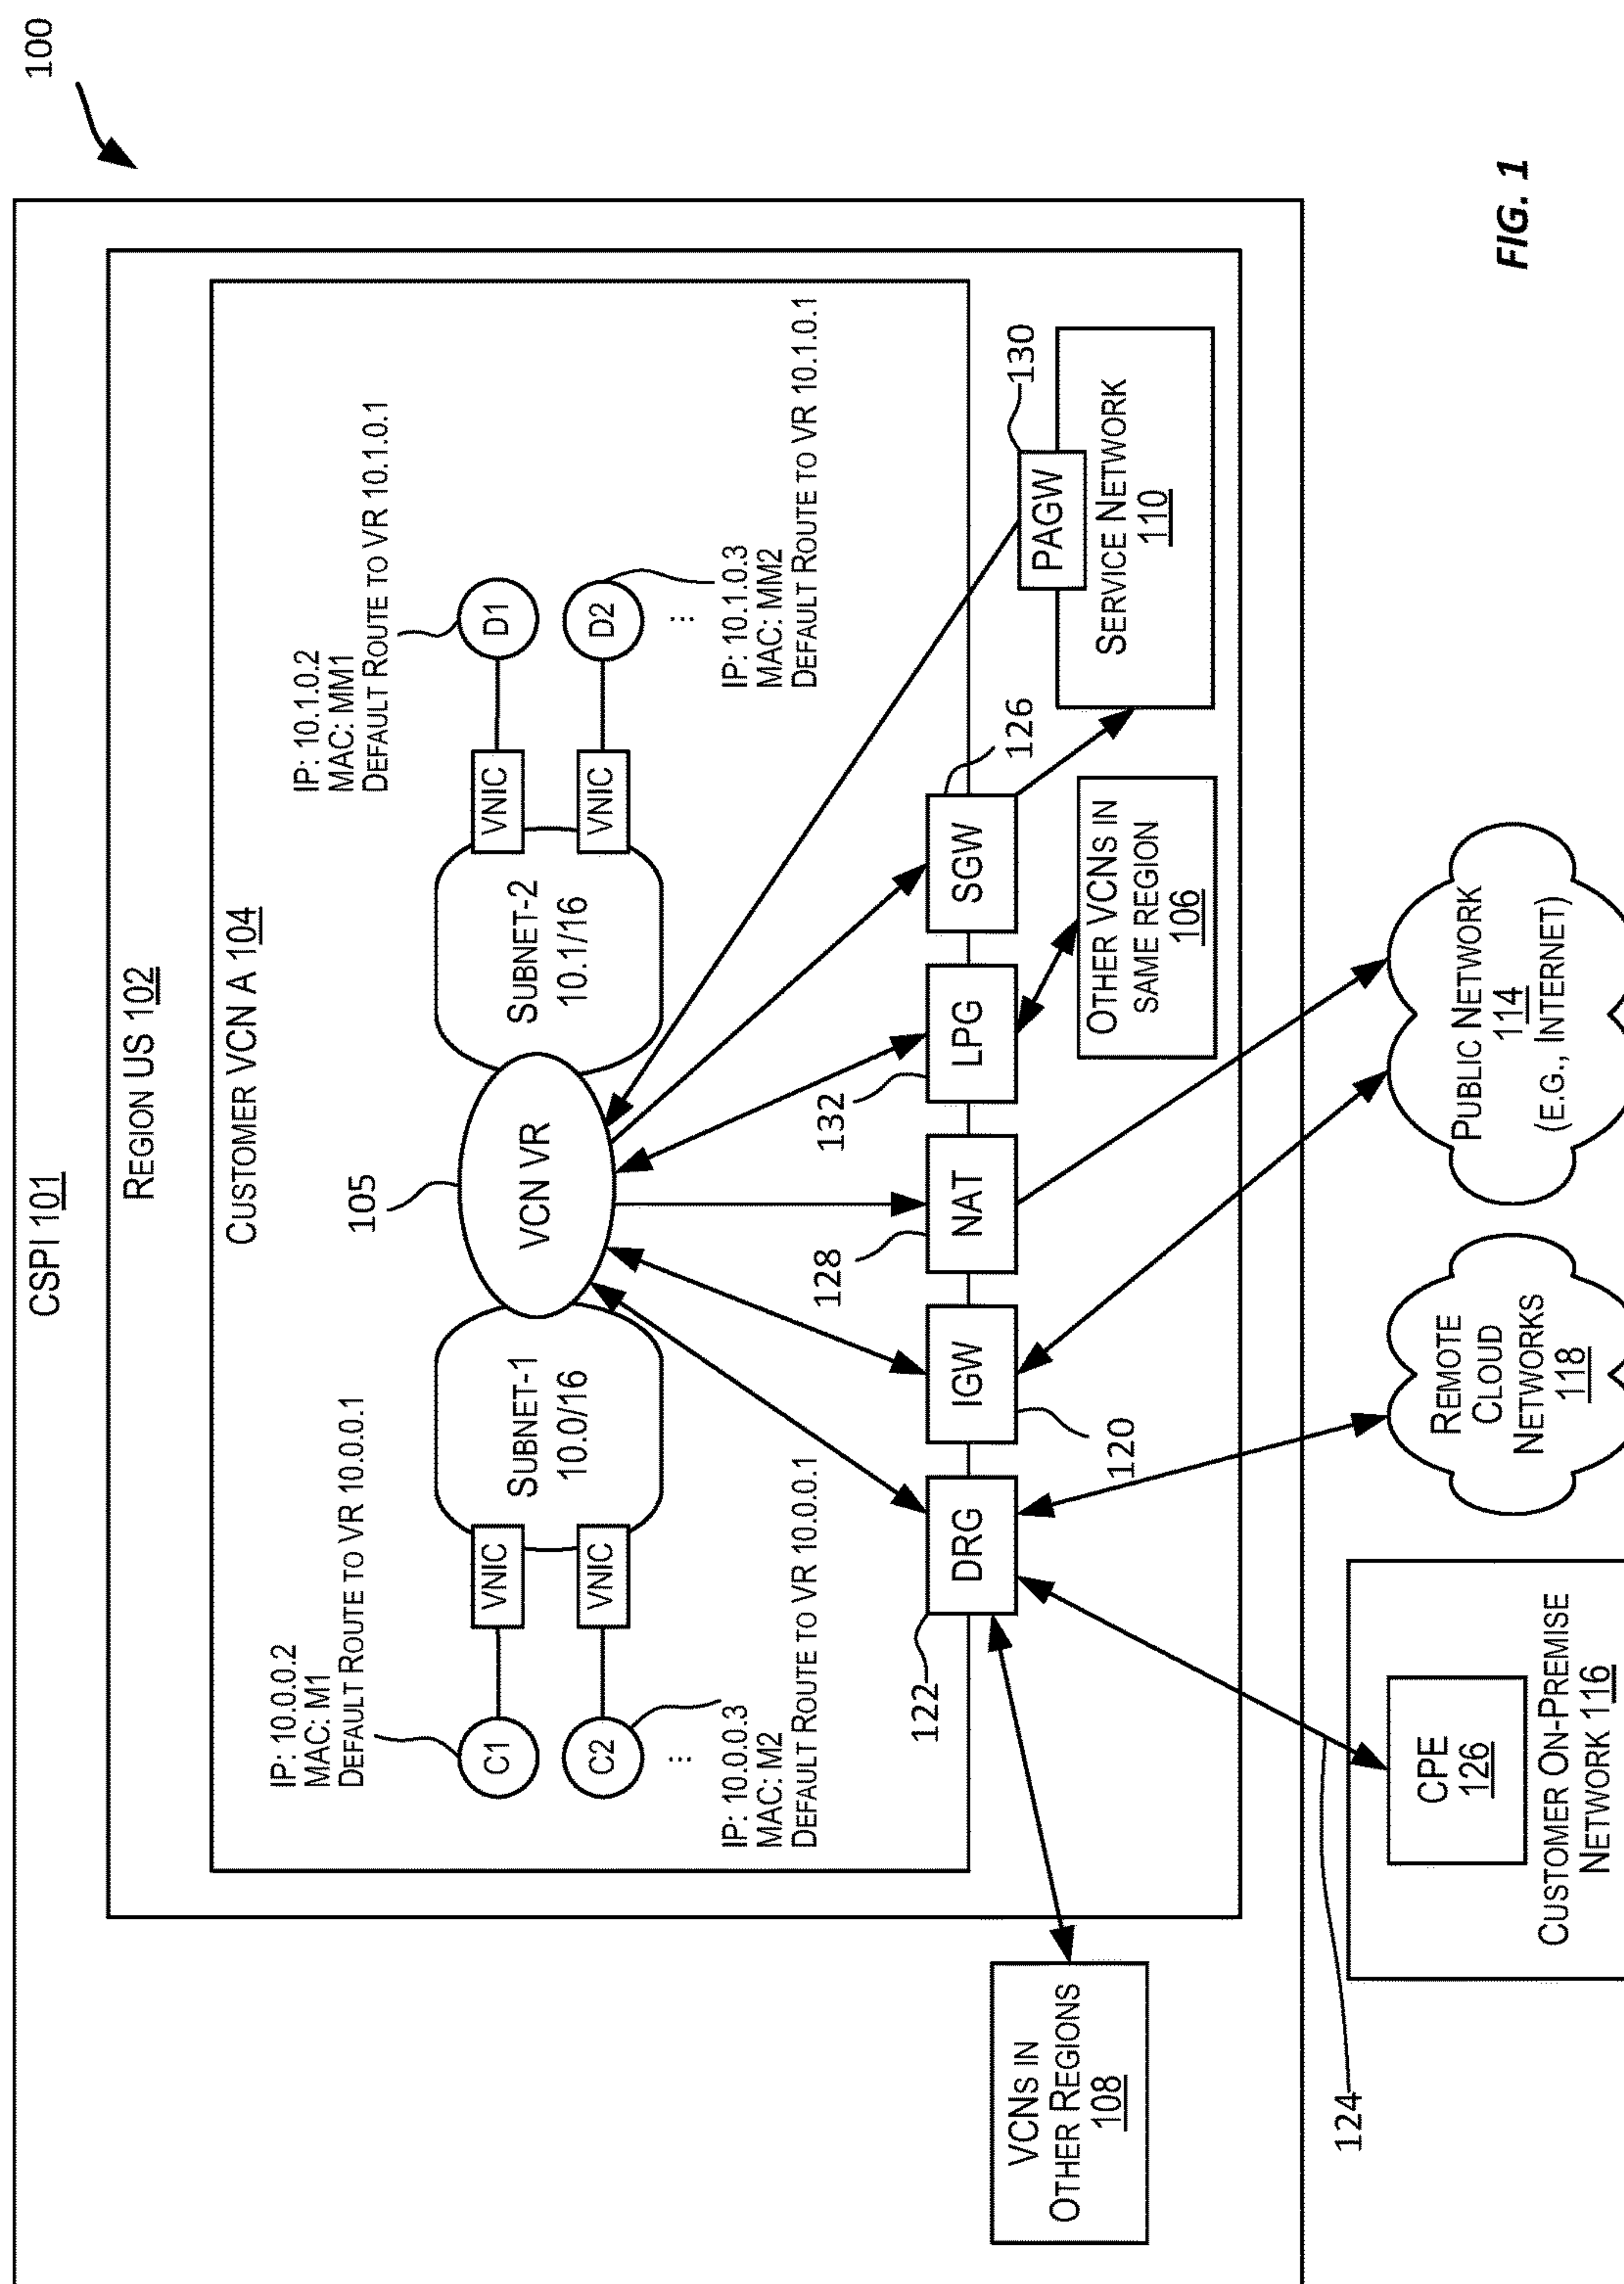 100
CSPI 101
REGION US 102
CUSTOMER VCN A 104
IP: 10.0.0.2
MAC: M1
DEFAULT ROUTE TO VR 10.0.0.1
105
IP: 10.1.0.2
MAC: MM1
DEFAULT ROUTE TO VR 10.1.0.1
C1
VNIC
SUBNET-1
10.0/16
VCN VR
SUBNET-2
10.1/16
VNIC
D1
C2
VNIC
VNIC
D2
...
...
IP: 10.0.0.3
MAC: M2
DEFAULT ROUTE TO VR 10.0.0.1
IP: 10.1.0.3
MAC: MM2
DEFAULT ROUTE TO VR 10.1.0.1
122
128
132
DRG
IGW
NAT
LPG
SGW
126
120
PAGW
130
SERVICE NETWORK
110
OTHER VCNS IN
SAME REGION
106
VCNS IN
OTHER REGIONS
108
124
CPE
126
CUSTOMER ON-PREMISE
NETWORK 116
REMOTE
CLOUD
NETWORKS
118
PUBLIC NETWORK
114
(E.G., INTERNET)
FIG. 1